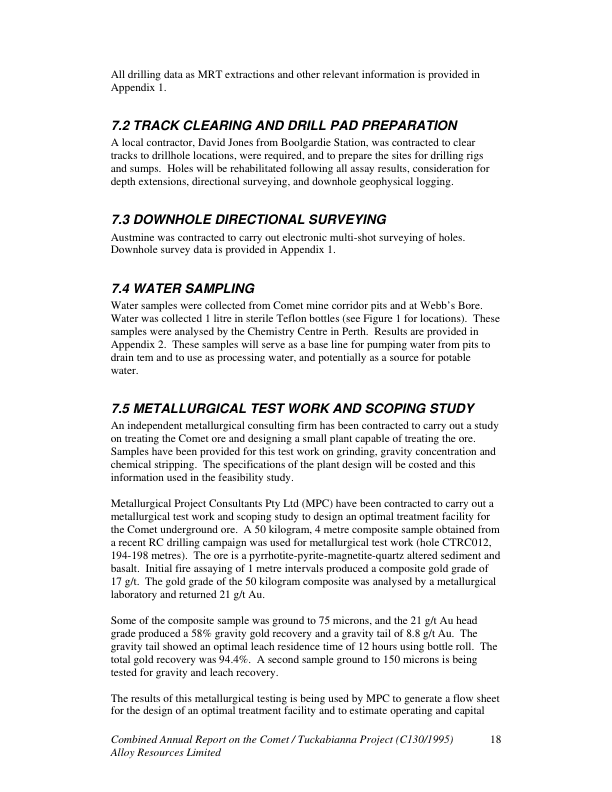 All drilling data as MRT extractions and other relevant information is provided in
Appendix 1.
7.2 TRACK CLEARING AND DRILL PAD PREPARATION
A local contractor, David Jones from Boolgardie Station, was contracted to clear
tracks to drillhole locations, were required, and to prepare the sites for drilling rigs
and sumps.  Holes will be rehabilitated following all assay results, consideration for
depth extensions, directional surveying, and downhole geophysical logging.
7.3 DOWNHOLE DIRECTIONAL SURVEYING
Austmine was contracted to carry out electronic multi-shot surveying of holes.
Downhole survey data is provided in Appendix 1.
7.4 WATER SAMPLING
Water samples were collected from Comet mine corridor pits and at Webb's Bore.
Water was collected 1 litre in sterile Teflon bottles (see Figure 1 for locations).  These
samples were analysed by the Chemistry Centre in Perth.  Results are provided in
Appendix 2.  These samples will serve as a base line for pumping water from pits to
drain tem and to use as processing water, and potentially as a source for potable
water.
7.5 METALLURGICAL TEST WORK AND SCOPING STUDY
An independent metallurgical consulting firm has been contracted to carry out a study
on treating the Comet ore and designing a small plant capable of treating the ore.
Samples have been provided for this test work on grinding, gravity concentration and
chemical stripping.  The specifications of the plant design will be costed and this
information used in the feasibility study.
Metallurgical Project Consultants Pty Ltd (MPC) have been contracted to carry out a
metallurgical test work and scoping study to design an optimal treatment facility for
the Comet underground ore.  A 50 kilogram, 4 metre composite sample obtained from
a recent RC drilling campaign was used for metallurgical test work (hole CTRC012,
194-198 metres).  The ore is a pyrrhotite-pyrite-magnetite-quartz altered sediment and
basalt.  Initial fire assaying of 1 metre intervals produced a composite gold grade of
17 g/t.  The gold grade of the 50 kilogram composite was analysed by a metallurgical
laboratory and returned 21 g/t Au.
Some of the composite sample was ground to 75 microns, and the 21 g/t Au head
grade produced a 58% gravity gold recovery and a gravity tail of 8.8 g/t Au.  The
gravity tail showed an optimal leach residence time of 12 hours using bottle roll.  The
total gold recovery was 94.4%.  A second sample ground to 150 microns is being
tested for gravity and leach recovery.
The results of this metallurgical testing is being used by MPC to generate a flow sheet
for the design of an optimal treatment facility and to estimate operating and capital
Combined Annual Report on the Comet / Tuckabianna Project (C130/1995) 18
Alloy Resources Limited